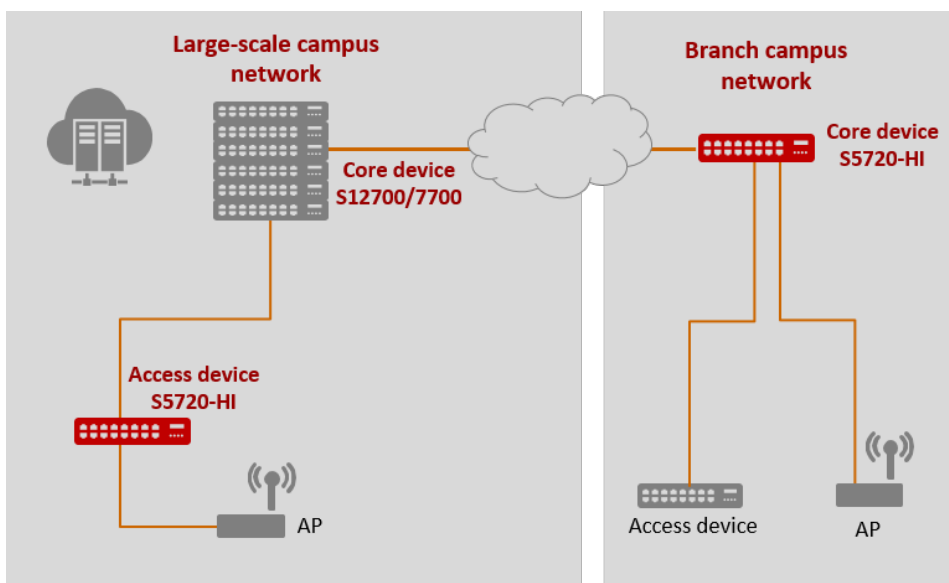 Large-scale campus
network
Core device
S12700/7700
Access device
S5720-HI
AP
Branch campus
network
Core device
S5720-HI
Access device
AP